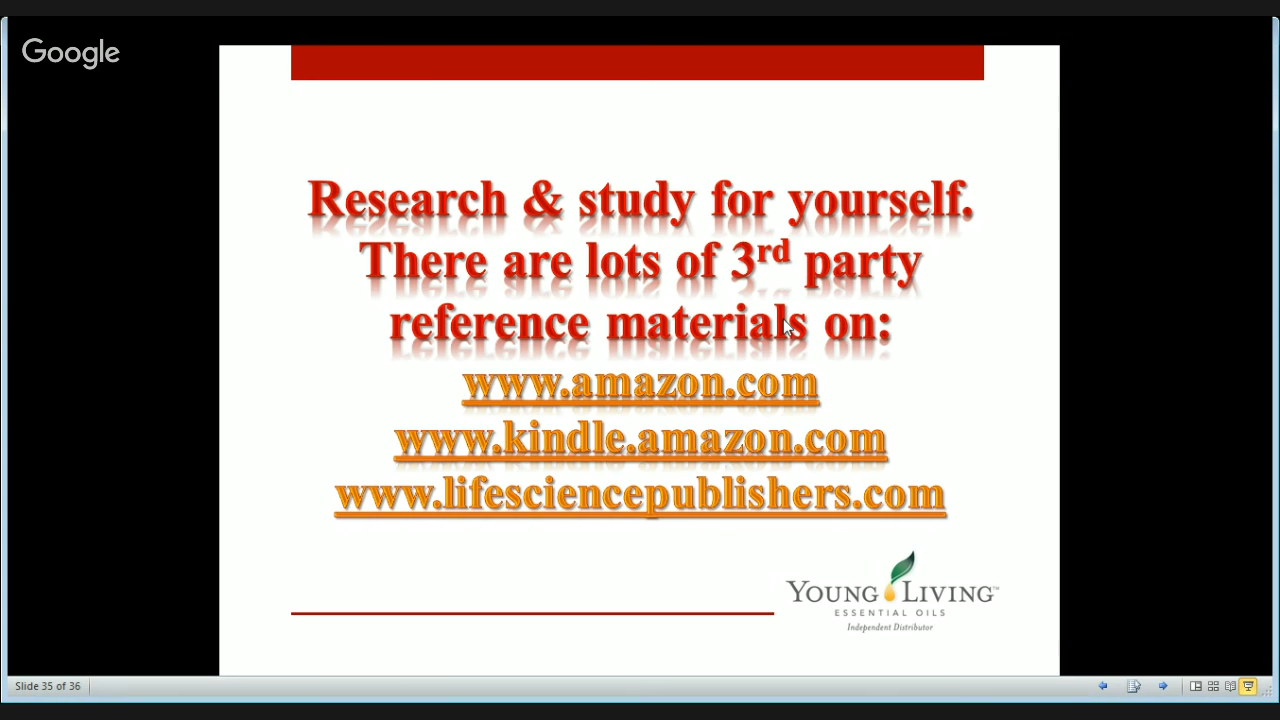 Google
Research & study for yourself.
There are lots of 3rd party
reference materials on:
www.amazon.com
www.kindle.amazon.com
www.lifesciencepublishers.com
YOUNG LIVING™
ESSENTIAL OILS
Independent Distributor
Slide 35 of 36